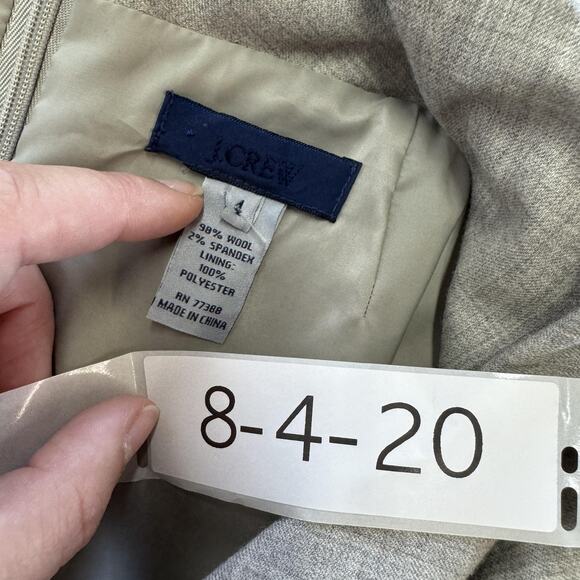 J.CREW
4
98% WOOL
2% SPANDEX
LINING:
100%
POLYESTER
RN 77388
MADE IN CHINA
8-4-20